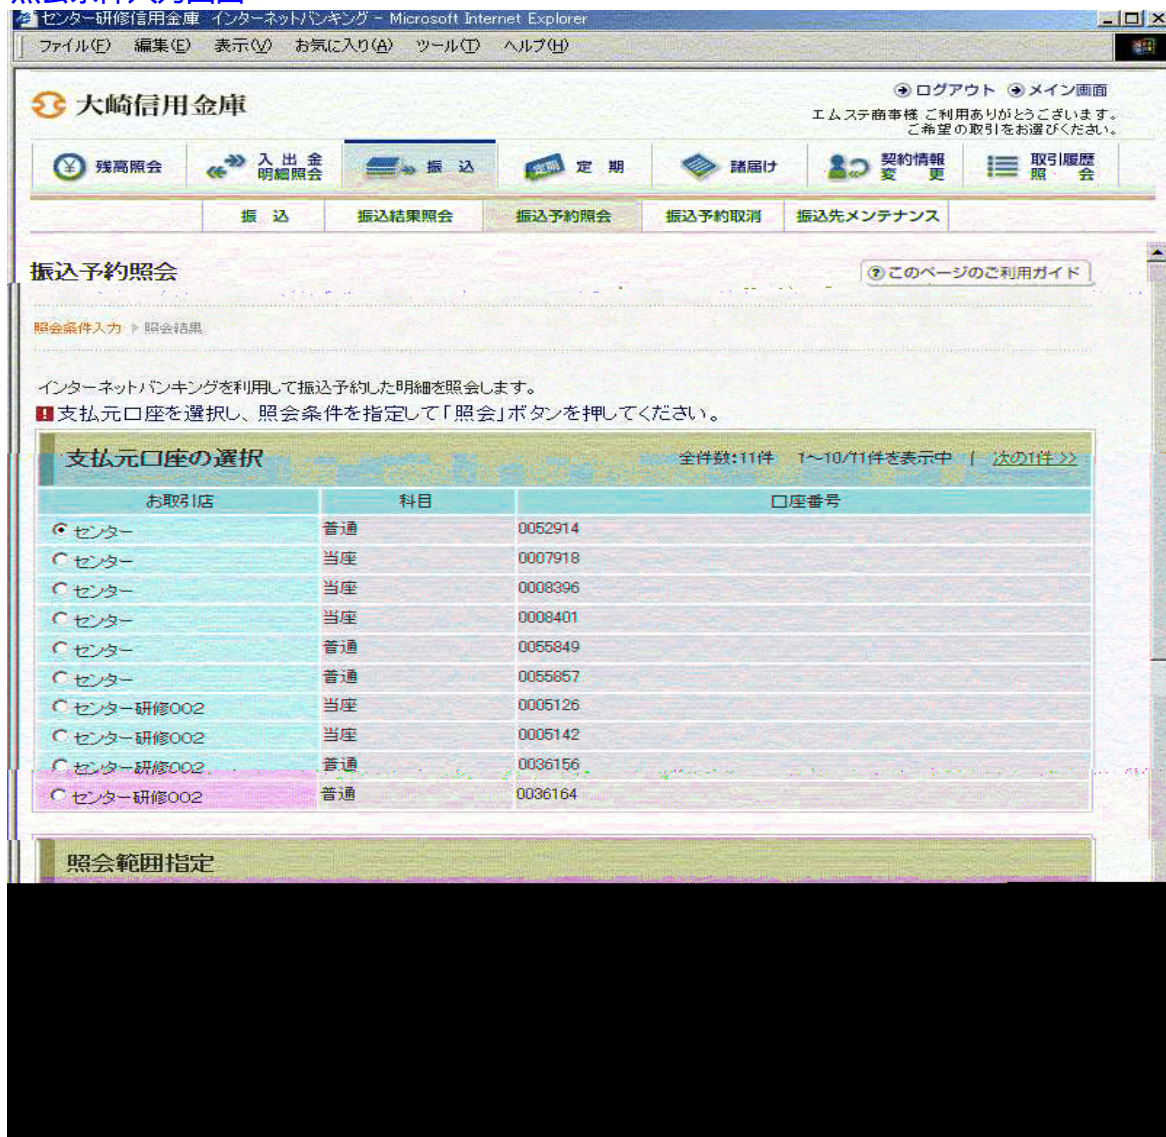 照会条件入力画面
センター研修信用金庫 インターネットバンキング - Microsoft Internet Explorer
ファイル(F) 編集(E) 表示(V) お気に入り(A) ツール(T) ヘルプ(H)
大崎信用金庫
ログアウト メイン画面
エムステ商事様 ご利用ありがとうございます。
ご希望の取引をお選びください。
残高照会 入出金明細照会 振込 定期 諸届け 契約情報変更 取引履歴照会
振込 振込結果照会 振込予約照会 振込予約取消 振込先メンテナンス
振込予約照会
このページのご利用ガイド
照会条件入力 照会結果
インターネットバンキングを利用して振込予約した明細を照会します。
支払元口座を選択し、照会条件を指定して「照会」ボタンを押してください。
支払元口座の選択 全件数:11件 1～10/11件を表示中 | 次の1件 >>
お取引店 科目 口座番号
センター 普通 0052914
センター 当座 0007918
センター 当座 0008396
センター 当座 0008401
センター 普通 0055849
センター 普通 0055857
センター研修002 当座 0005126
センター研修002 当座 0005142
センター研修002 普通 0036156
センター研修002 普通 0036164
照会範囲指定